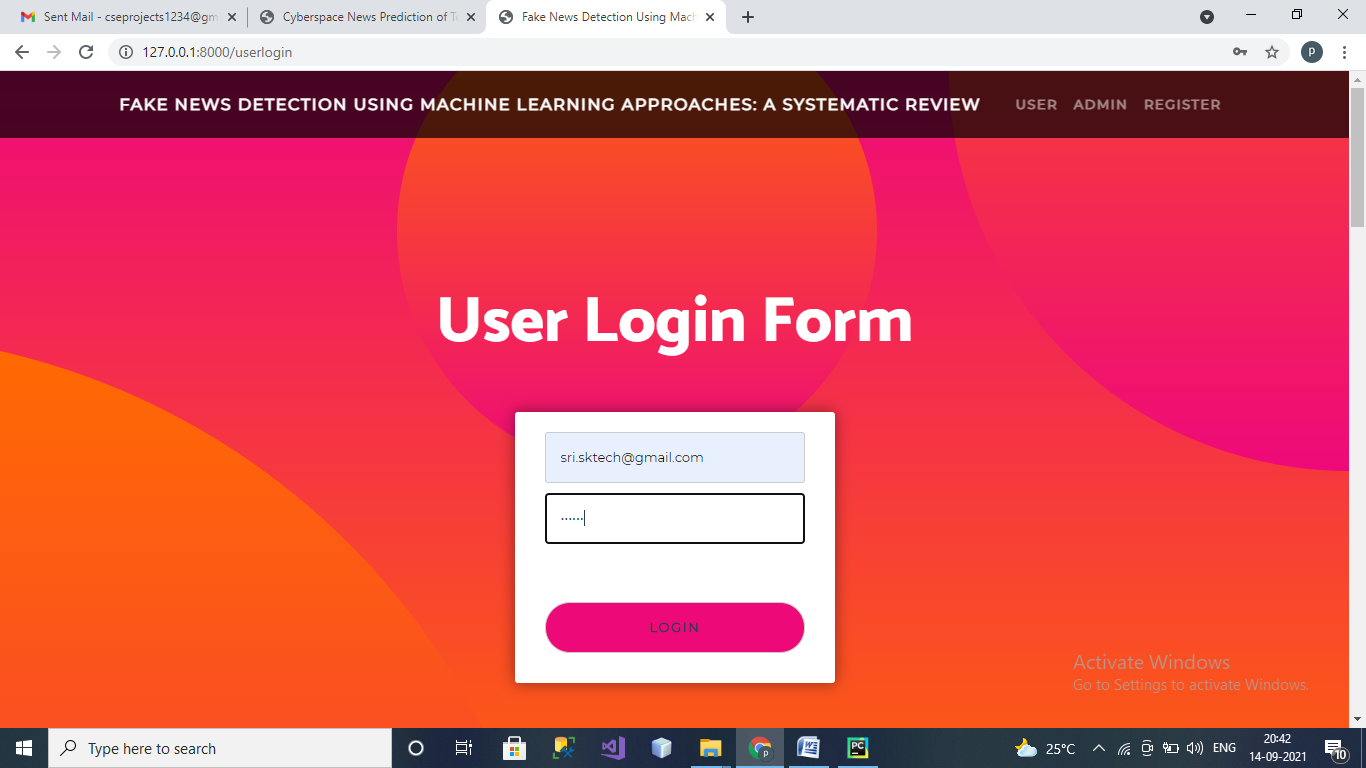 Sent Mail - cseprojects1234@gm
Cyberspace News Prediction of T
Fake News Detection Using Mach
127.0.0.1:8000/userlogin
P
FAKE NEWS DETECTION USING MACHINE LEARNING APPROACHES: A SYSTEMATIC REVIEW
USER ADMIN REGISTER
User Login Form
sri.sktech@gmail.com
LOGIN
Activate Windows
Go to Settings to activate Windows.
Type here to search
25°C
ENG
20:42
14-09-2021
10